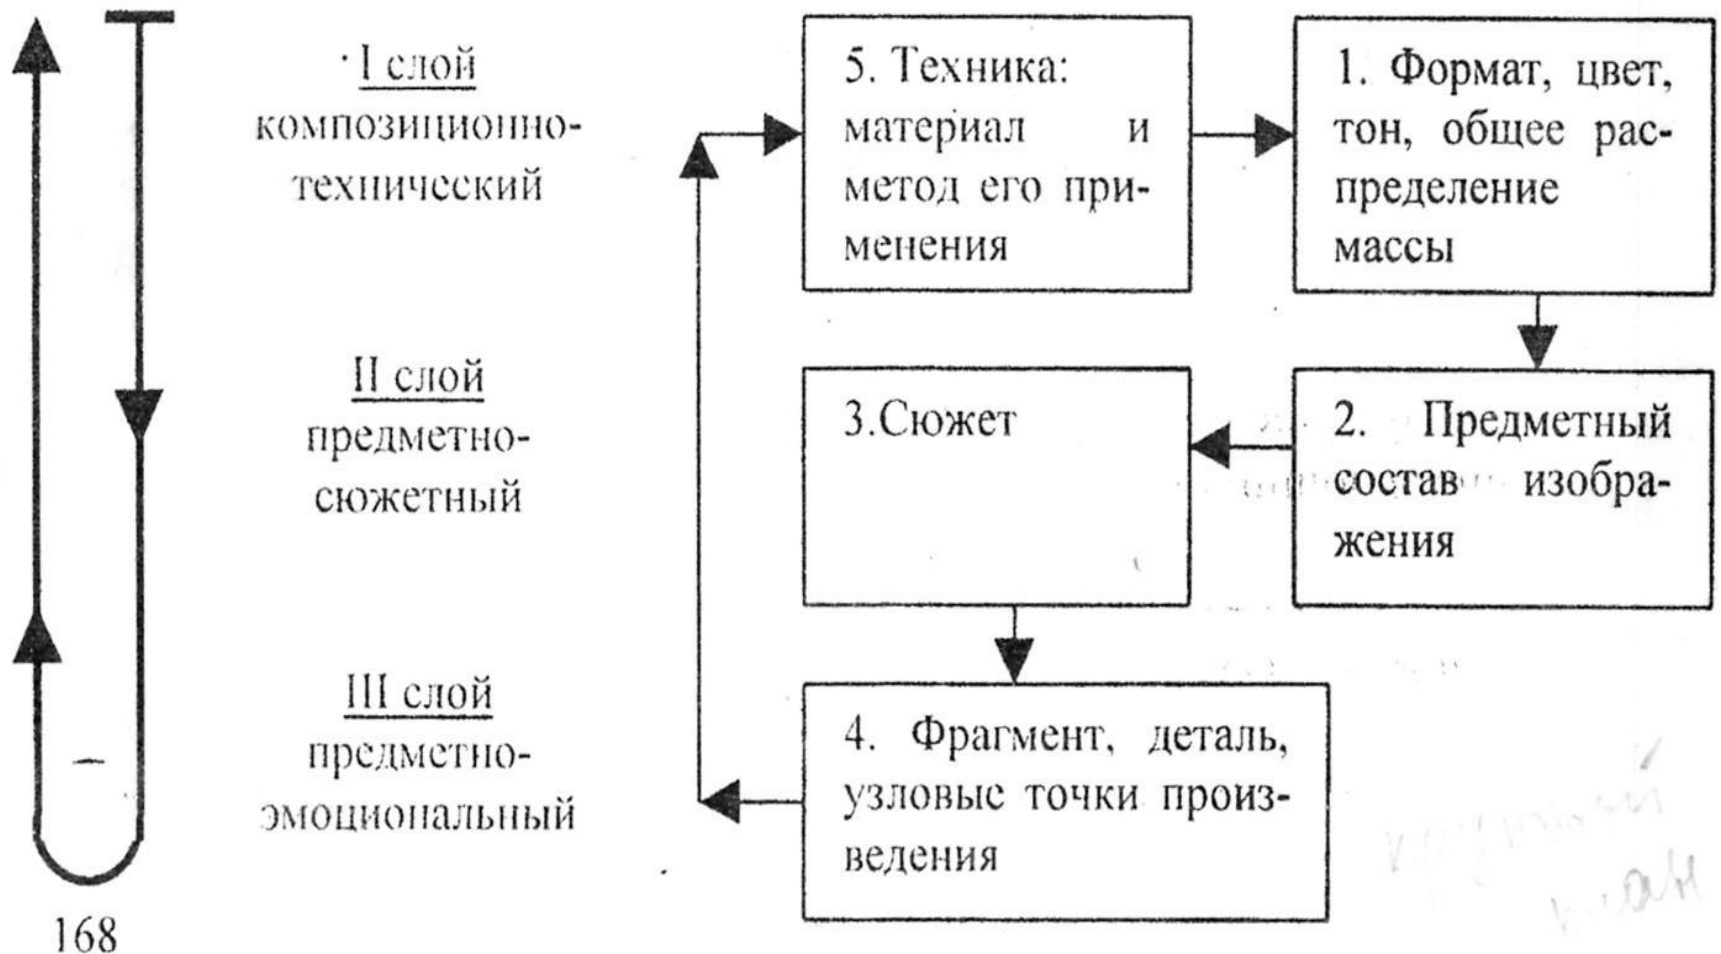 I слой
композиционно-
технический
5. Техника:
материал и
метод его при-
менения
1. Формат, цвет,
тон, общее рас-
пределение
массы
II слой
предметно-
сюжетный
3.Сюжет
2. Предметный
состав изобра-
жения
III слой
предметно-
эмоциональный
4. Фрагмент, деталь,
узловые точки произ-
ведения
168